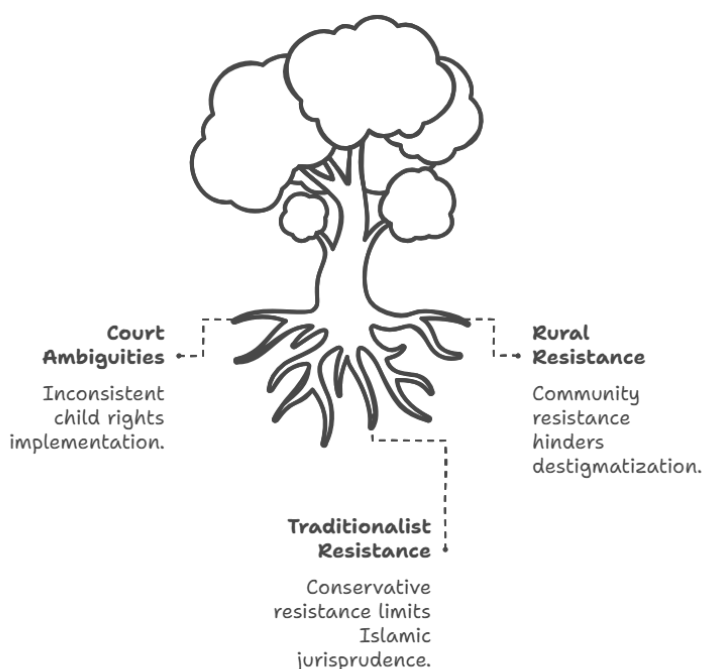 Court
Ambiguities
Inconsistent
child rights
implementation.
Rural
Resistance
Community
resistance
hinders
destigmatization.
Traditionalist
Resistance
Conservative
resistance limits
Islamic
jurisprudence.